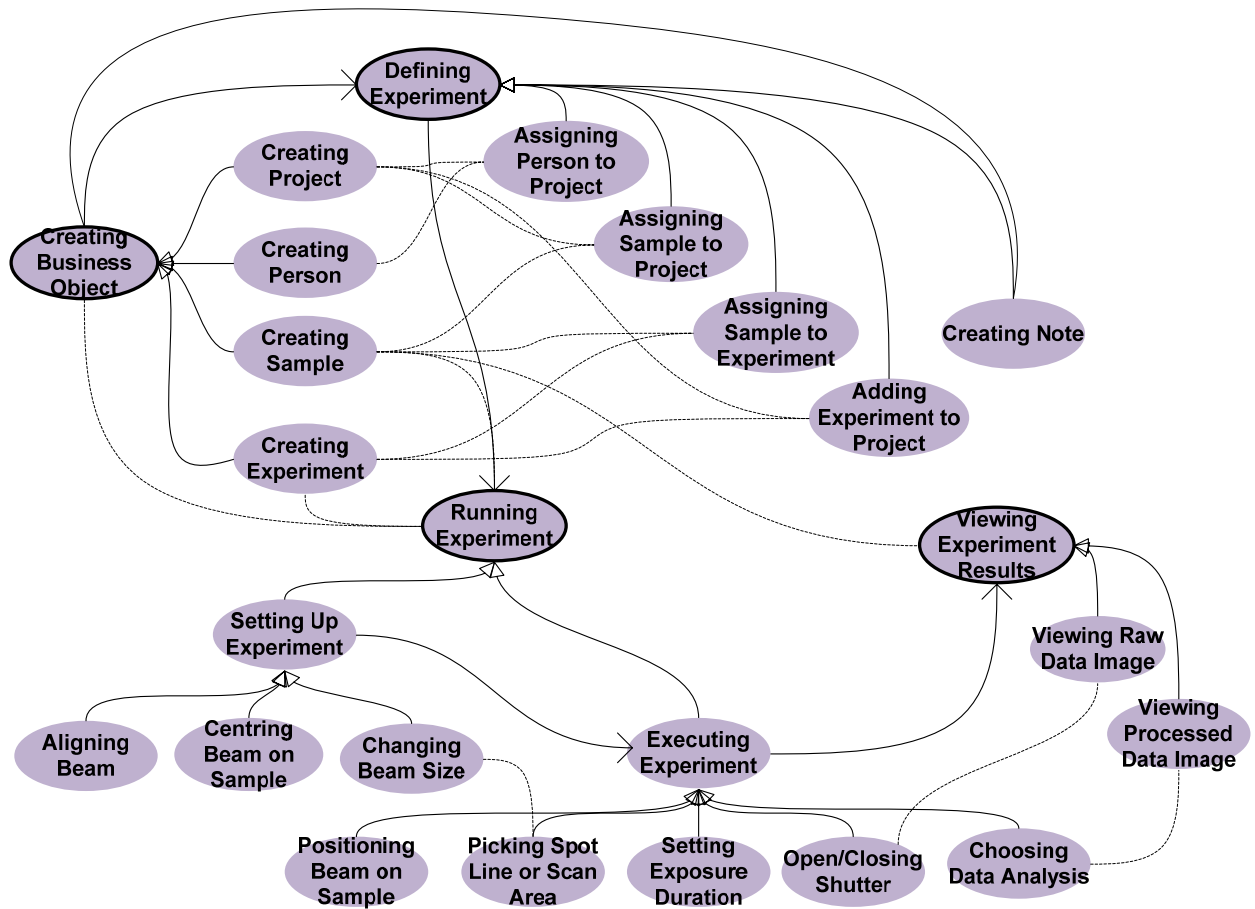 Defining
Experiment
Creating
Project
Assigning
Person to
Project
Creating
Business
Object
Creating
Person
Assigning
Sample to
Project
Creating
Sample
Assigning
Sample to
Experiment
Creating Note
Creating
Experiment
Adding
Experiment to
Project
Running
Experiment
Viewing
Experiment
Results
Setting Up
Experiment
Viewing Raw
Data Image
Aligning
Beam
Centring
Beam on
Sample
Changing
Beam Size
Executing
Experiment
Viewing
Processed
Data Image
Positioning
Beam on
Sample
Picking Spot
Line or Scan
Area
Setting
Exposure
Duration
Open/Closing
Shutter
Choosing
Data Analysis